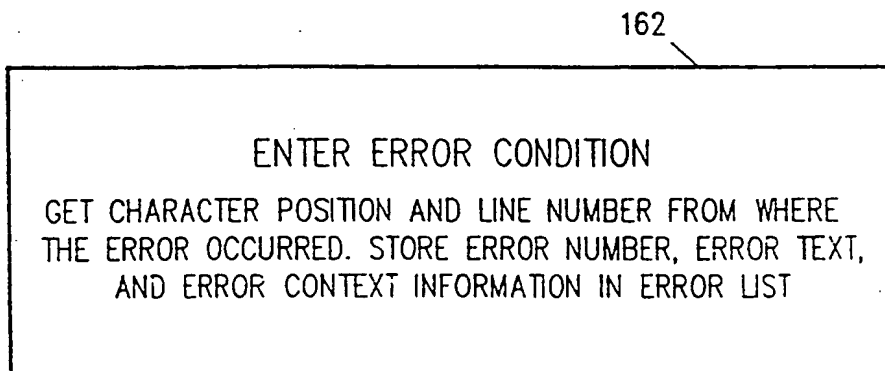 162
ENTER ERROR CONDITION
GET CHARACTER POSITION AND LINE NUMBER FROM WHERE
THE ERROR OCCURRED. STORE ERROR NUMBER, ERROR TEXT,
AND ERROR CONTEXT INFORMATION IN ERROR LIST